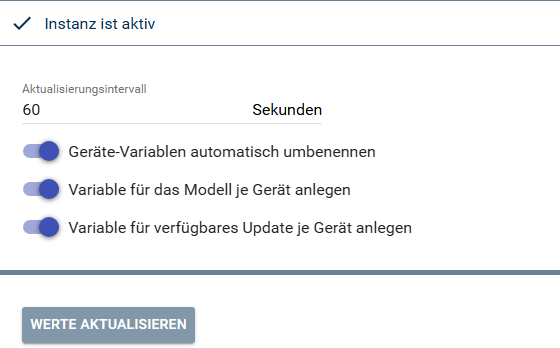 Instanz ist aktiv
Aktualisierungsintervall
60 Sekunden
Geräte-Variablen automatisch umbenennen
Variable für das Modell je Gerät anlegen
Variable für verfügbares Update je Gerät anlegen
WERTE AKTUALISIEREN